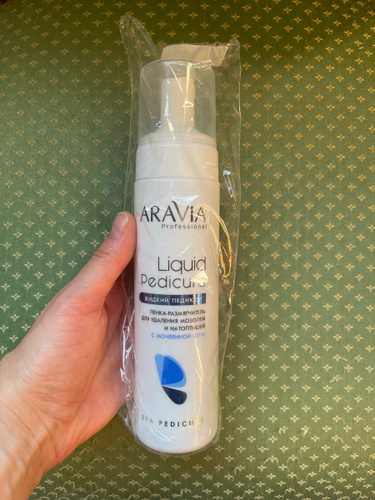 ARAVIA
Professional
Liquid
Pedicure
ЖИДКИЙ ПЕДИКЮР
ПЕНКА-РАЗМЯГЧИТЕЛЬ
ДЛЯ УДАЛЕНИЯ МОЗОЛЕЙ
И НАТОПТЫШЕЙ
С МОЧЕВИНОЙ
SPA PEDICURE